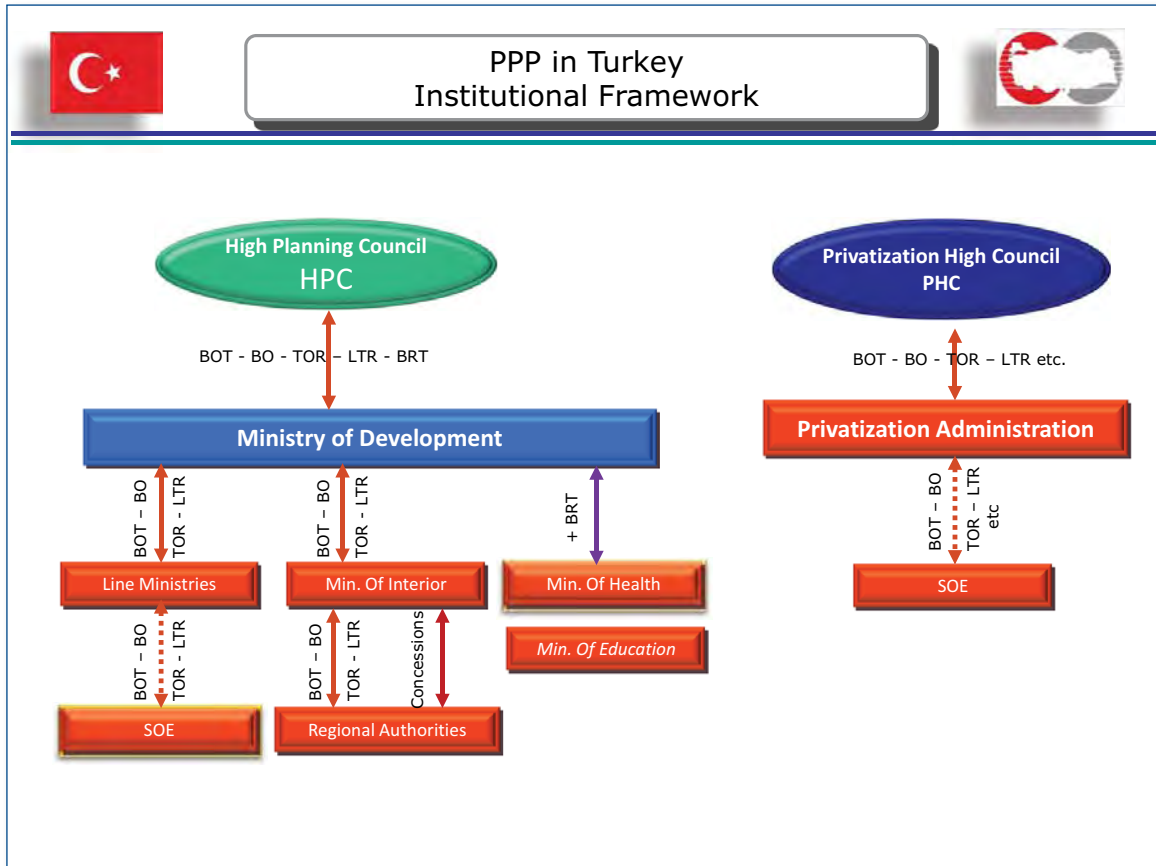 PPP in Turkey
Institutional Framework
High Planning Council
HPC
BOT - BO - TOR – LTR - BRT
Ministry of Development
BOT – BO
TOR - LTR
BOT – BO
TOR - LTR
+ BRT
Line Ministries
Min. Of Interior
Min. Of Health
Min. Of Education
BOT – BO
TOR - LTR
BOT – BO
TOR - LTR
Concessions
SOE
Regional Authorities
Privatization High Council
PHC
BOT - BO - TOR – LTR etc.
Privatization Administration
BOT – BO
TOR – LTR
etc
SOE